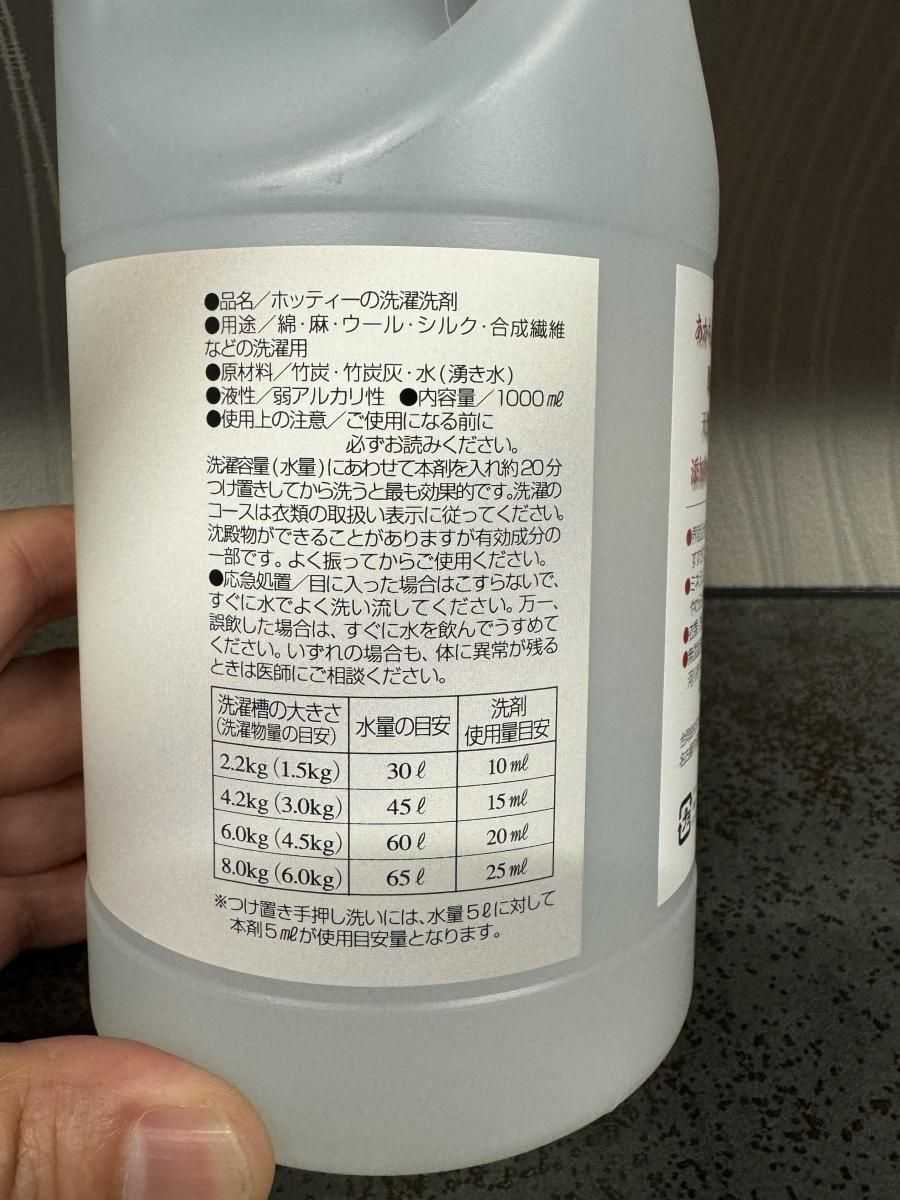 ●品名／ホッティーの洗濯洗剤
●用途／綿・麻・ウール・シルク・合成繊維
などの洗濯用
●原材料／竹炭・竹炭灰・水(湧き水)
●液性／弱アルカリ性 ●内容量／1000㎖
●使用上の注意／ご使用になる前に
必ずお読みください。
洗濯容量(水量)にあわせて本剤を入れ約20分
つけ置きしてから洗うと最も効果的です。洗濯の
コースは衣類の取扱い表示に従ってください。
沈殿物ができることがありますが有効成分の
一部です。よく振ってからご使用ください。
●応急処置／目に入った場合はこすらないで、
すぐに水でよく洗い流してください。万一、
誤飲した場合は、すぐに水を飲んでうすめて
ください。いずれの場合も、体に異常が残る
ときは医師にご相談ください。
洗濯槽の大きさ
(洗濯物量の目安)
水量の目安
洗剤
使用量目安
2.2kg (1.5kg) 30ℓ 10㎖
4.2kg (3.0kg) 45ℓ 15㎖
6.0kg (4.5kg) 60ℓ 20㎖
8.0kg (6.0kg) 65ℓ 25㎖
※つけ置き手押し洗いには、水量5ℓに対して
本剤5㎖が使用目安量となります。